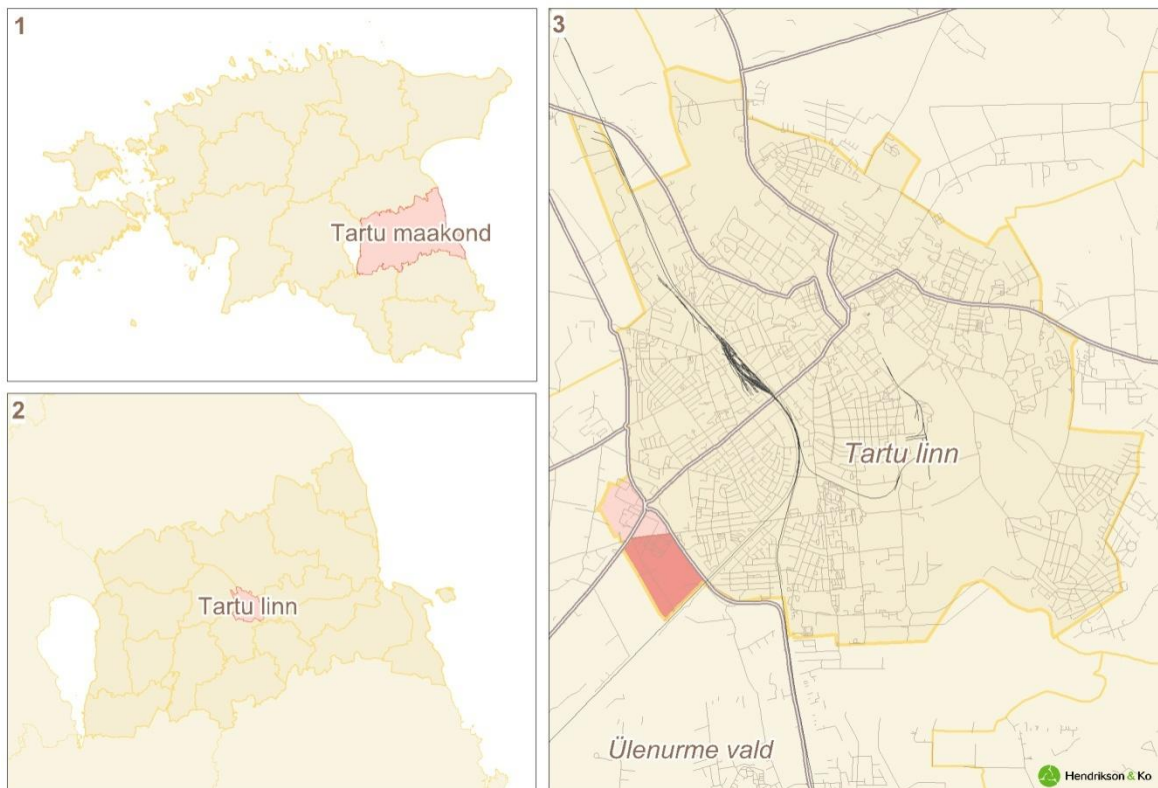 1
Tartu maakond
2
Tartu linn
3
Tartu linn
Ülenurme vald
Hendrikson & Ko